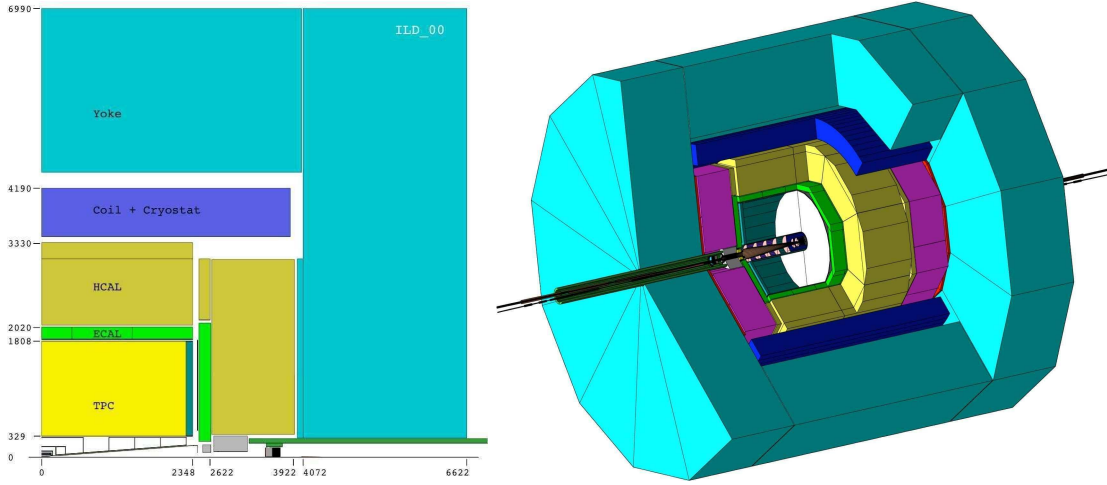 6990
ILD_00
Yoke
4190
Coil + Cryostat
3330
HCAL
2020
ECAL
1808
TPC
329
0
0 2348 2622 3922 4072 6622